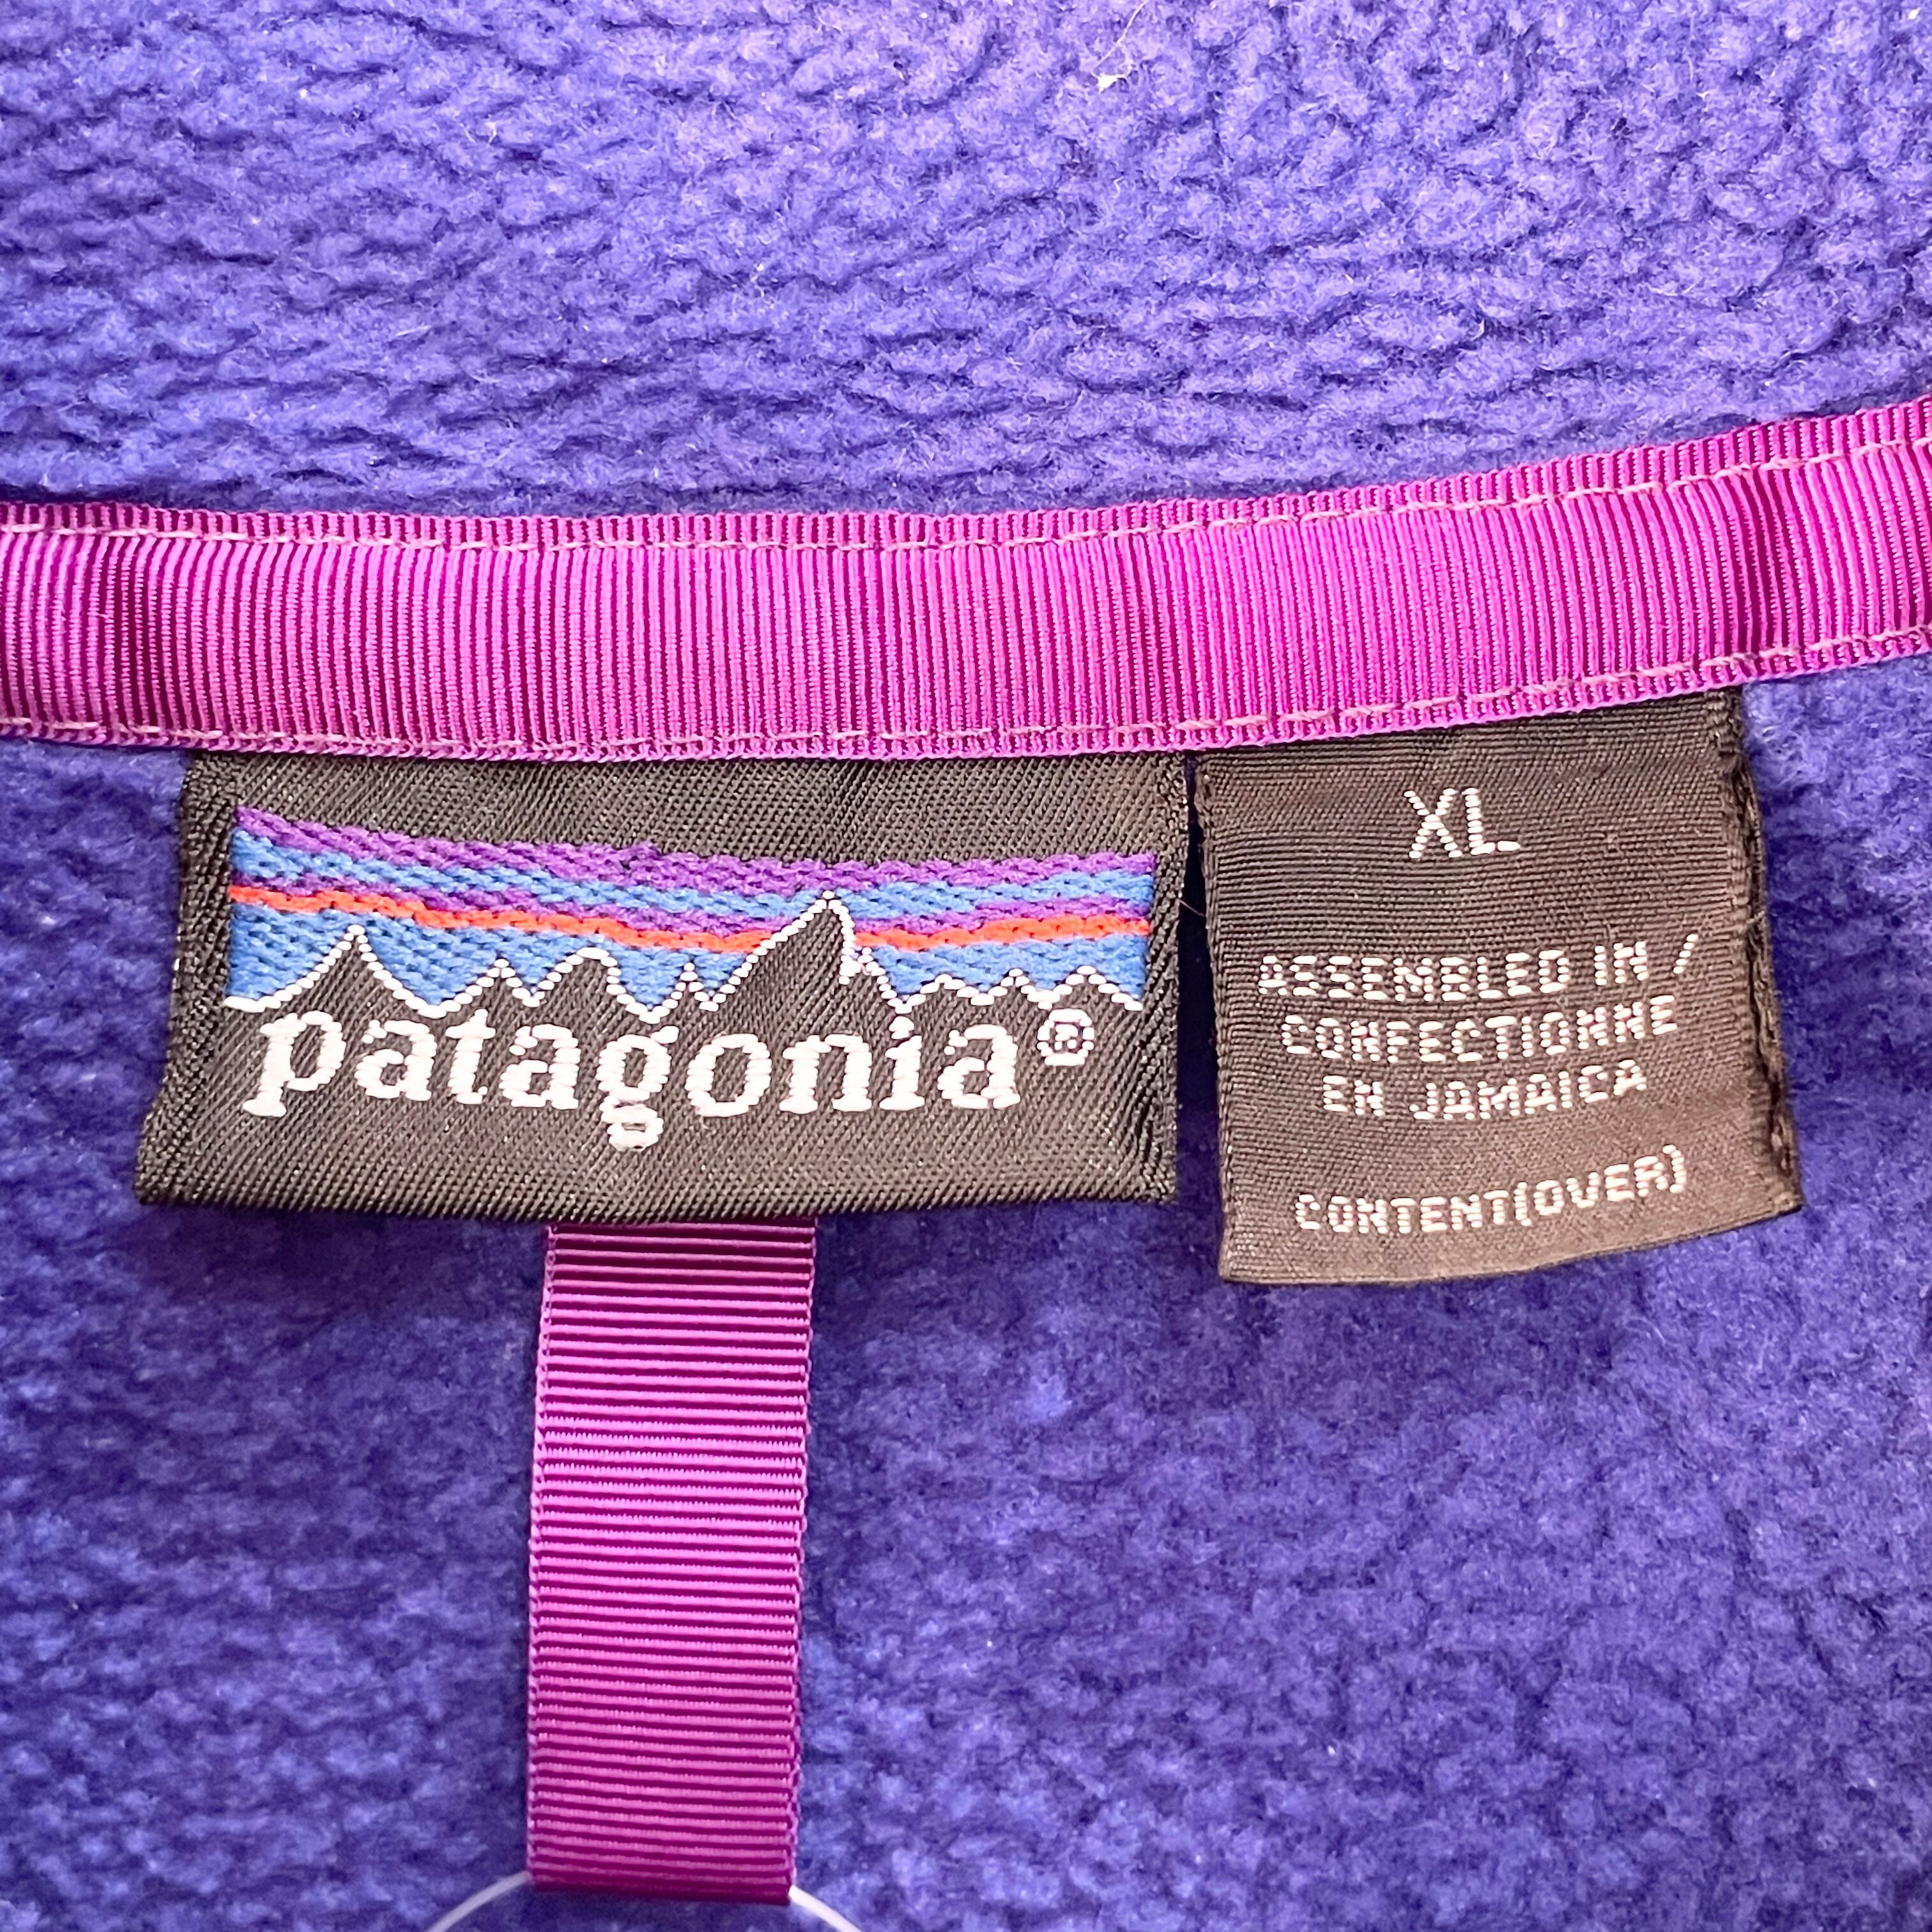 patagonia®
XL
ASSEMBLED IN /
CONFECTIONNE
EN JAMAICA
CONTENT(OVER)